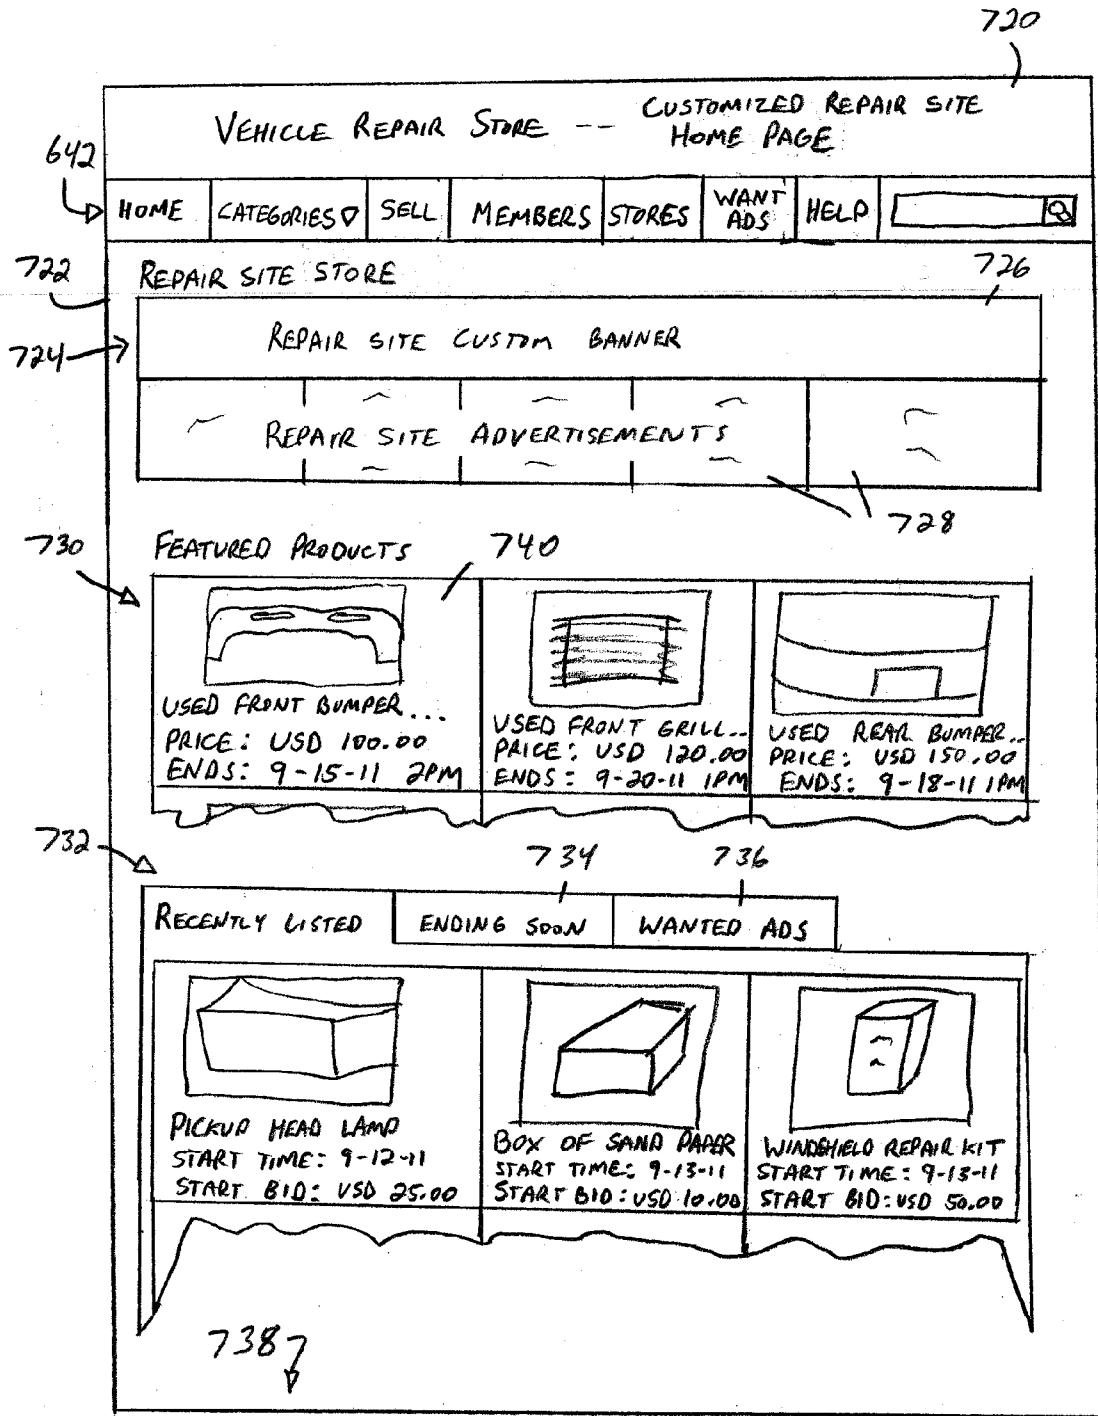 720
VEHICLE REPAIR STORE -- CUSTOMIZED REPAIR SITE
HOME PAGE
642
HOME CATEGORIES SELL MEMBERS STORES WANT ADS HELP
722
REPAIR SITE STORE
726
724
REPAIR SITE CUSTOM BANNER
REPAIR SITE ADVERTISEMENTS
728
730
FEATURED PRODUCTS
740
USED FRONT BUMPER...
PRICE: USD 100.00
ENDS: 9-15-11 2PM
USED FRONT GRILL..
PRICE: USD 120.00
ENDS: 9-20-11 1PM
USED REAR BUMPER..
PRICE: USD 150.00
ENDS: 9-18-11 1PM
732
734
736
RECENTLY LISTED ENDING SOON WANTED ADS
PICKUP HEAD LAMP
START TIME: 9-12-11
START BID: USD 25.00
BOX OF SAND PAPER
START TIME: 9-13-11
START BID: USD 10.00
WINDSHIELD REPAIR KIT
START TIME: 9-13-11
START BID: USD 50.00
738